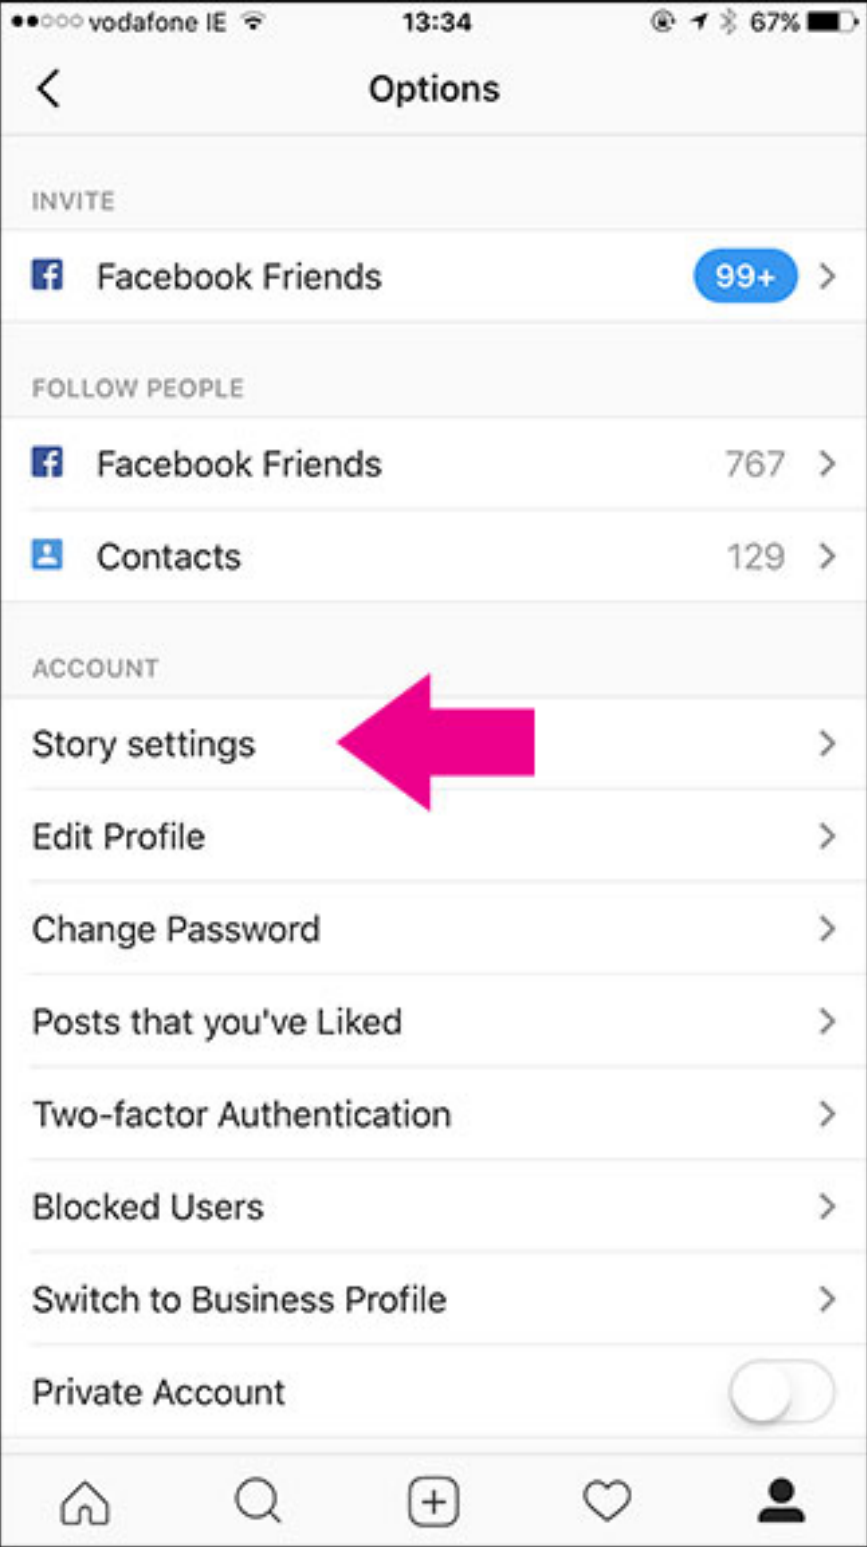 vodafone IE 13:34 67%
Options
INVITE
Facebook Friends 99+
FOLLOW PEOPLE
Facebook Friends 767
Contacts 129
ACCOUNT
Story settings
Edit Profile
Change Password
Posts that you've Liked
Two-factor Authentication
Blocked Users
Switch to Business Profile
Private Account